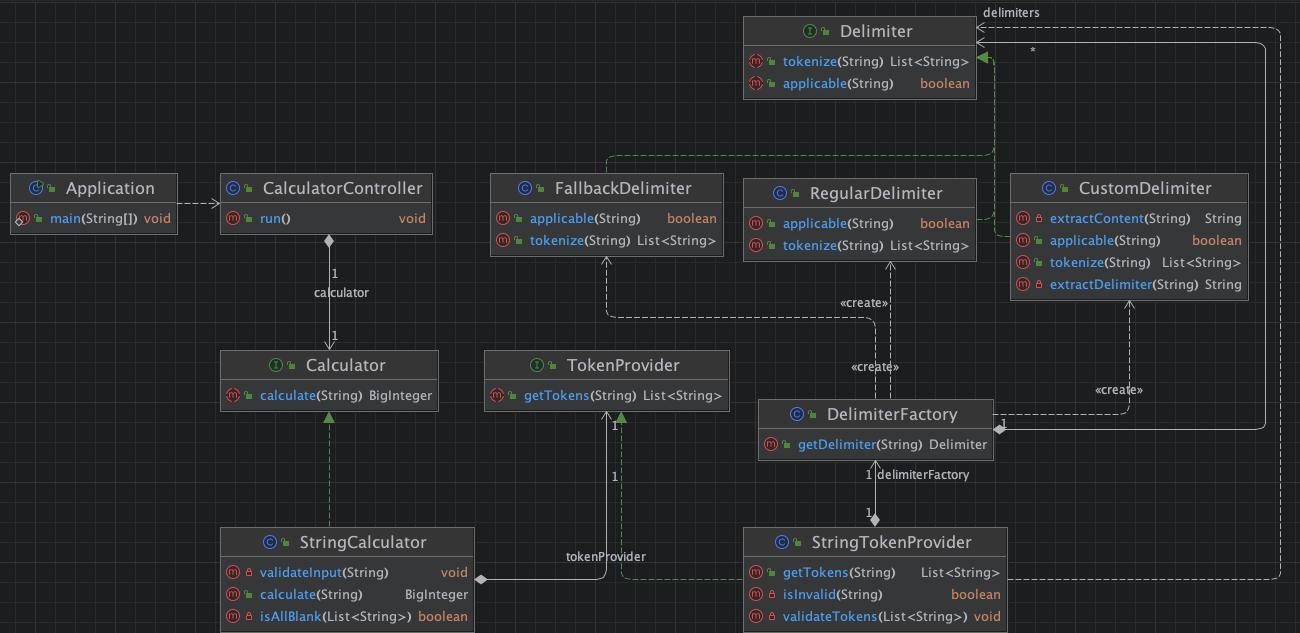 delimiters
Delimiter
tokenize(String) List<String>
applicable(String) boolean
*
Application
main(String[]) void
CalculatorController
run() void
FallbackDelimiter
applicable(String) boolean
tokenize(String) List<String>
RegularDelimiter
applicable(String) boolean
tokenize(String) List<String>
CustomDelimiter
extractContent(String) String
applicable(String) boolean
tokenize(String) List<String>
extractDelimiter(String) String
1
calculator
1
«create»
«create»
«create»
Calculator
calculate(String) BigInteger
TokenProvider
getTokens(String) List<String>
DelimiterFactory
getDelimiter(String) Delimiter
1
1
1
1 delimiterFactory
1
tokenProvider
StringCalculator
validateInput(String) void
calculate(String) BigInteger
isAllBlank(List<String>) boolean
StringTokenProvider
getTokens(String) List<String>
isInvalid(String) boolean
validateTokens(List<String>) void